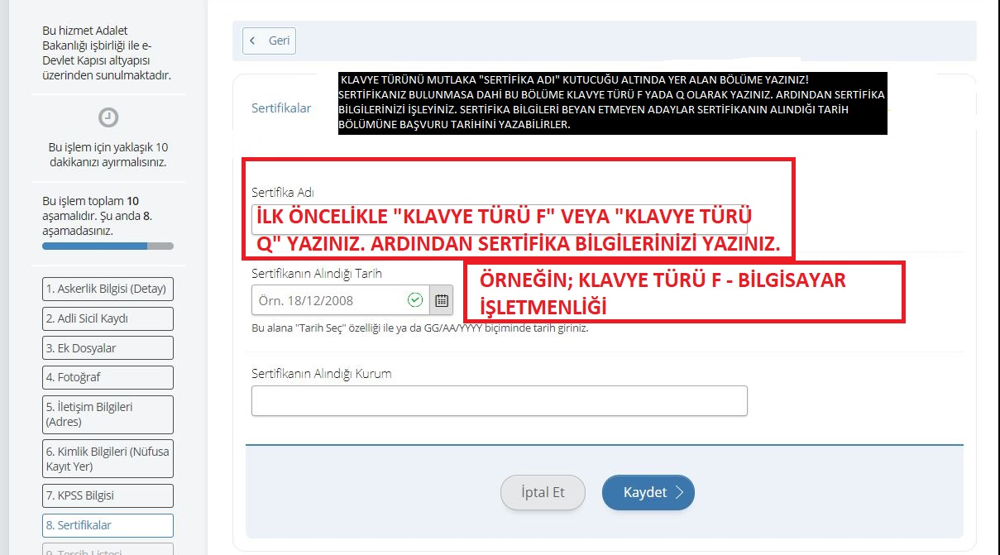 Bu hizmet Adalet
Bakanlığı işbirliği ile e-
Devlet Kapısı altyapısı
üzerinden sunulmaktadır.
Bu işlem için yaklaşık 10
dakikanızı ayırmalısınız.
Bu işlem toplam 10
aşamalıdır. Şu anda 8.
aşamadasınız.
1. Askerlik Bilgisi (Detay)
2. Adli Sicil Kaydı
3. Ek Dosyalar
4. Fotoğraf
5. İletişim Bilgileri
(Adres)
6. Kimlik Bilgileri (Nüfusa
Kayıt Yer)
7. KPSS Bilgisi
8. Sertifikalar
9. Tercih Listesi
Geri
Sertifikalar
KLAVYE TÜRÜNÜ MUTLAKA "SERTİFİKA ADI" KUTUCUĞU ALTINDA YER ALAN BÖLÜME YAZINIZ!
SERTİFİKANIZ BULUNMASA DAHİ BU BÖLÜME KLAVYE TÜRÜ F YADA Q OLARAK YAZINIZ. ARDINDAN SERTİFİKA
BİLGİLERİNİZİ İŞLEYİNİZ. SERTİFİKA BİLGİLERİ BEYAN ETMEYEN ADAYLAR SERTİFİKANIN ALINDIĞI TARİH
BÖLÜMÜNE BAŞVURU TARİHİNİ YAZABİLİRLER.
Sertifika Adı
İLK ÖNCELİKLE "KLAVYE TÜRÜ F" VEYA "KLAVYE TÜRÜ
Q" YAZINIZ. ARDINDAN SERTİFİKA BİLGİLERİNİZİ YAZINIZ.
Sertifikanın Alındığı Tarih
Örn. 18/12/2008
ÖRNEĞİN; KLAVYE TÜRÜ F - BİLGİSAYAR
İŞLETMENLİĞİ
Bu alana "Tarih Seç" özelliği ile ya da GG/AA/YYYY biçiminde tarih giriniz.
Sertifikanın Alındığı Kurum
İptal Et
Kaydet